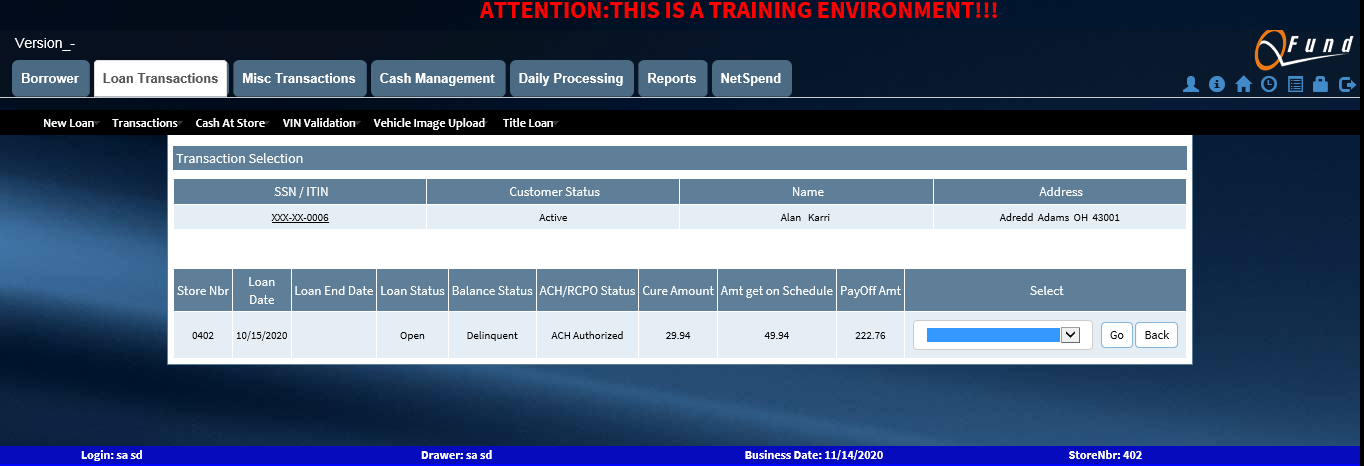 ATTENTION:THIS IS A TRAINING ENVIRONMENT!!!
Version_-
QFund
Borrower Loan Transactions Misc Transactions Cash Management Daily Processing Reports NetSpend
New Loan Transactions Cash At Store VIN Validation Vehicle Image Upload Title Loan
Transaction Selection
SSN / ITIN Customer Status Name Address
XXX-XX-0006 Active Alan Karri Adredd Adams OH 43001
Store Nbr Loan Date Loan End Date Loan Status Balance Status ACH/RCPO Status Cure Amount Amt get on Schedule PayOff Amt Select
0402 10/15/2020 Open Delinquent ACH Authorized 29.94 49.94 222.76 Go Back
Login: sa sd Drawer: sa sd Business Date: 11/14/2020 StoreNbr: 402